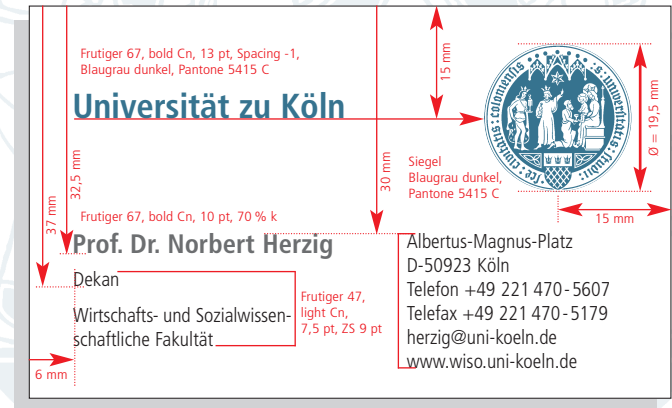 Frutiger 67, bold Cn, 13 pt, Spacing -1,
Blaugrau dunkel, Pantone 5415 C
Universität zu Köln
15 mm
Ø = 19,5 mm
Siegel
Blaugrau dunkel,
Pantone 5415 C
30 mm
32,5 mm
37 mm
15 mm
Frutiger 67, bold Cn, 10 pt, 70 % k
Prof. Dr. Norbert Herzig
Dekan
Wirtschafts- und Sozialwissen-
schaftliche Fakultät
Frutiger 47,
light Cn,
7,5 pt, ZS 9 pt
Albertus-Magnus-Platz
D-50923 Köln
Telefon +49 221 470-5607
Telefax +49 221 470-5179
herzig@uni-koeln.de
www.wiso.uni-koeln.de
6 mm